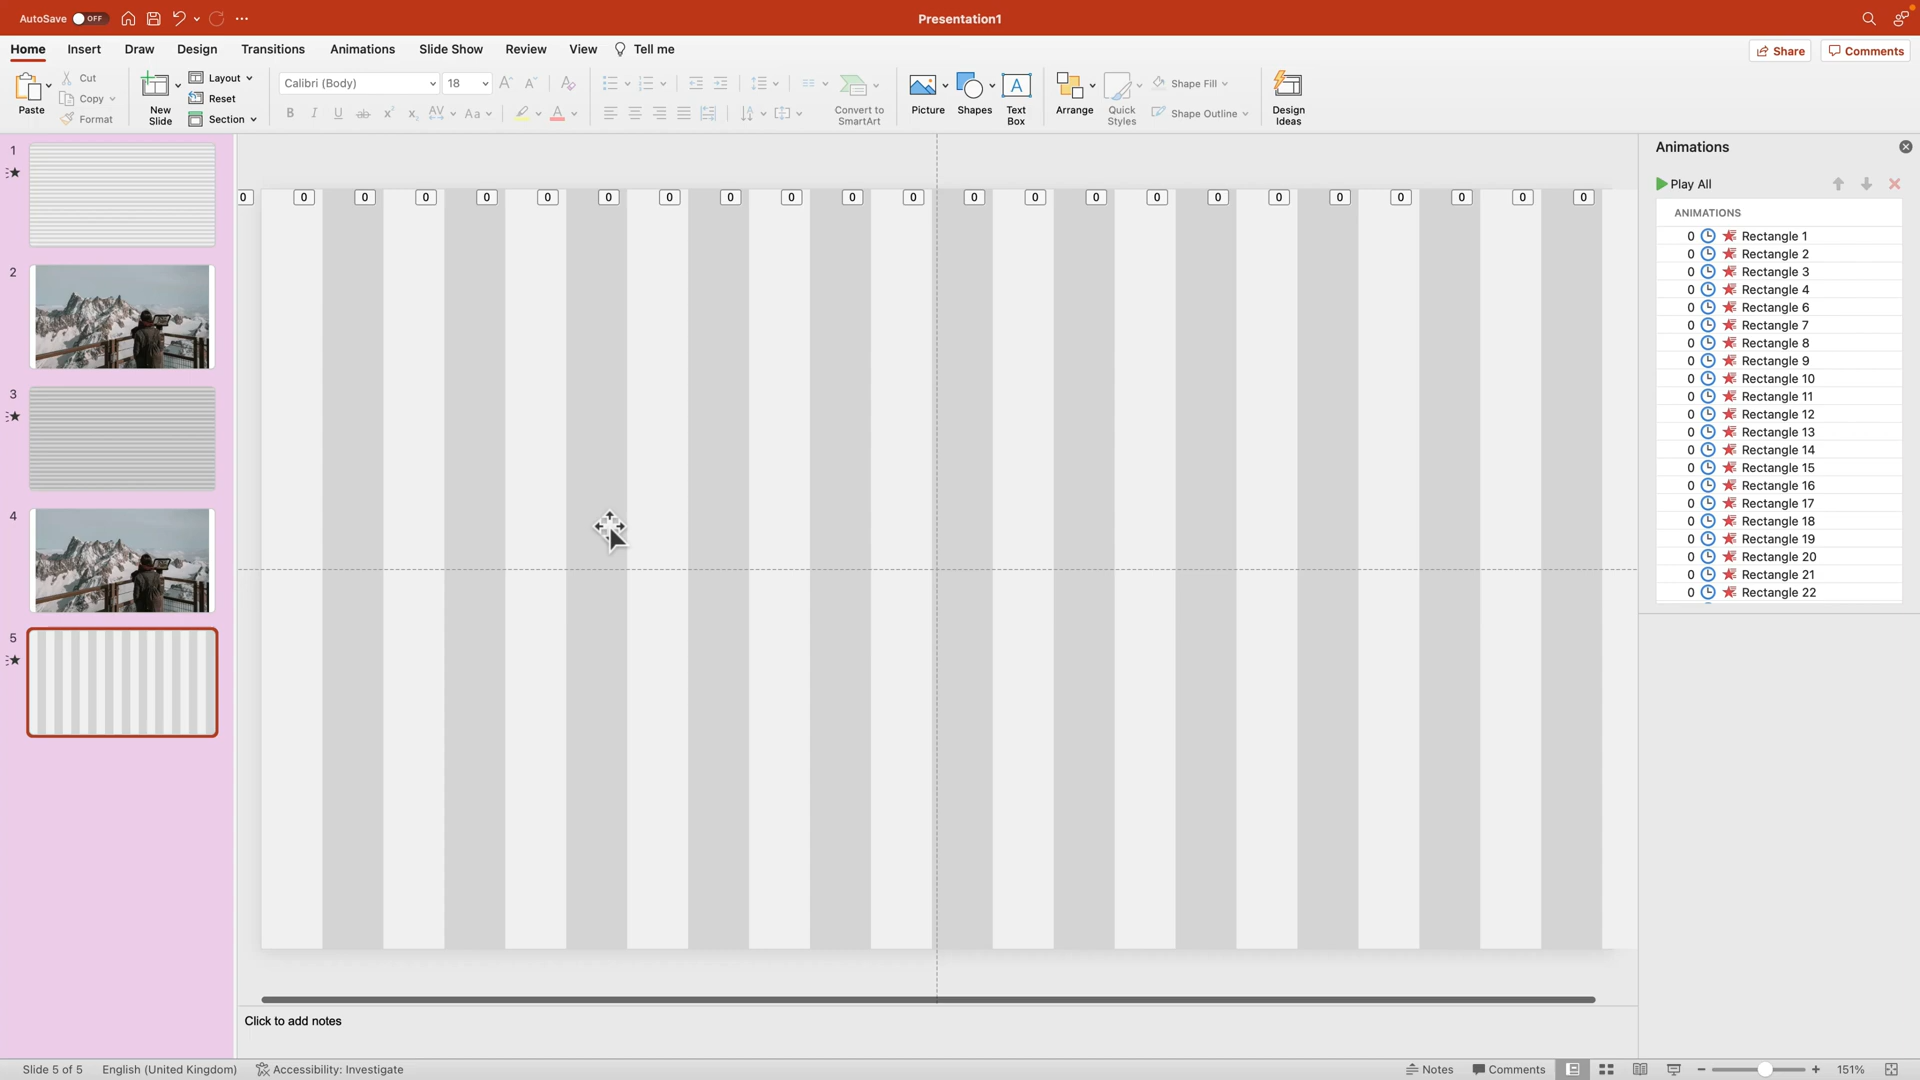 AutoSave OFF
Presentation1
Home Insert Draw Design Transitions Animations Slide Show Review View Tell me
Share Comments
Paste
Cut
Copy
Format
New Slide
Layout
Reset
Section
Calibri (Body) 18
Convert to SmartArt
Picture
Shapes
Text Box
Arrange
Quick Styles
Shape Fill
Shape Outline
Design Ideas
1
2
3
4
5
0 0 0 0 0 0 0 0 0 0 0 0 0 0 0 0 0 0 0 0 0 0 0
Animations
Play All
ANIMATIONS
0 Rectangle 1
0 Rectangle 2
0 Rectangle 3
0 Rectangle 4
0 Rectangle 6
0 Rectangle 7
0 Rectangle 8
0 Rectangle 9
0 Rectangle 10
0 Rectangle 11
0 Rectangle 12
0 Rectangle 13
0 Rectangle 14
0 Rectangle 15
0 Rectangle 16
0 Rectangle 17
0 Rectangle 18
0 Rectangle 19
0 Rectangle 20
0 Rectangle 21
0 Rectangle 22
Click to add notes
Slide 5 of 5 English (United Kingdom) Accessibility: Investigate
Notes Comments 151%